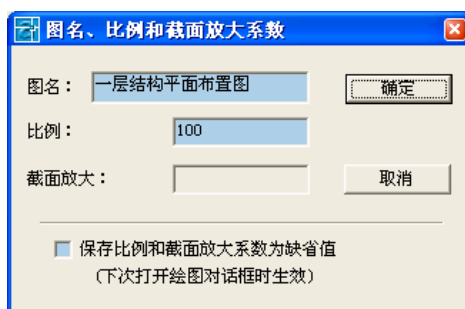 图名、比例和截面放大系数
图名： 一层结构平面布置图 确定
比例： 100
截面放大： 取消
保存比例和截面放大系数为缺省值
（下次打开绘图对话框时生效）